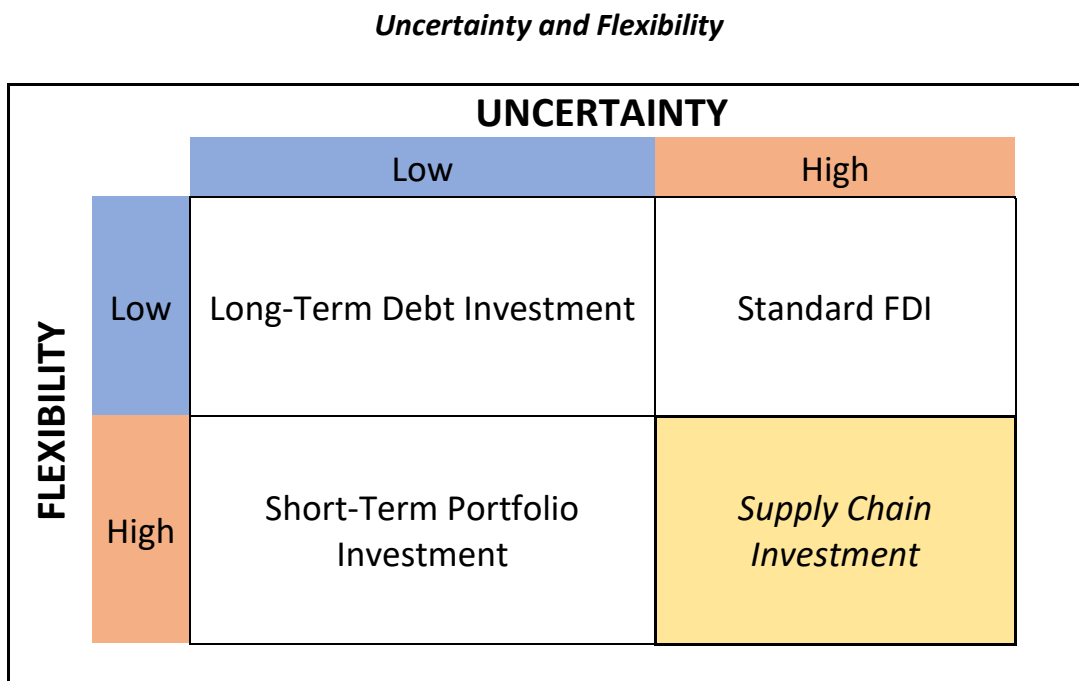 Uncertainty and Flexibility
UNCERTAINTY
Low
High
FLEXIBILITY
Low
Long-Term Debt Investment
Standard FDI
High
Short-Term Portfolio
Investment
Supply Chain
Investment